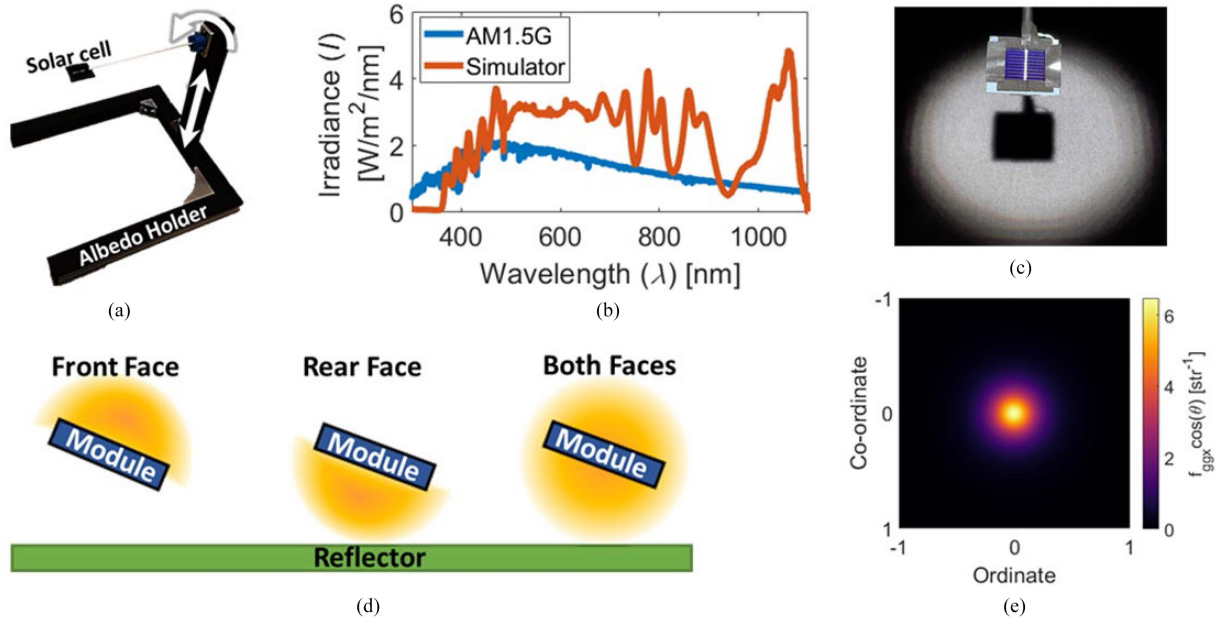 Solar cell
Albedo Holder
(a)
6
4
2
0
Irradiance (I)
[W/m²/nm]
AM1.5G
Simulator
400
600
800
1000
Wavelength (λ) [nm]
(b)
(c)
Front Face
Module
Rear Face
Module
Both Faces
Module
Reflector
(d)
-1
0
1
Co-ordinate
-1
0
1
Ordinate
6
4
2
0
f_ggx cos(θ) [str⁻¹]
(e)